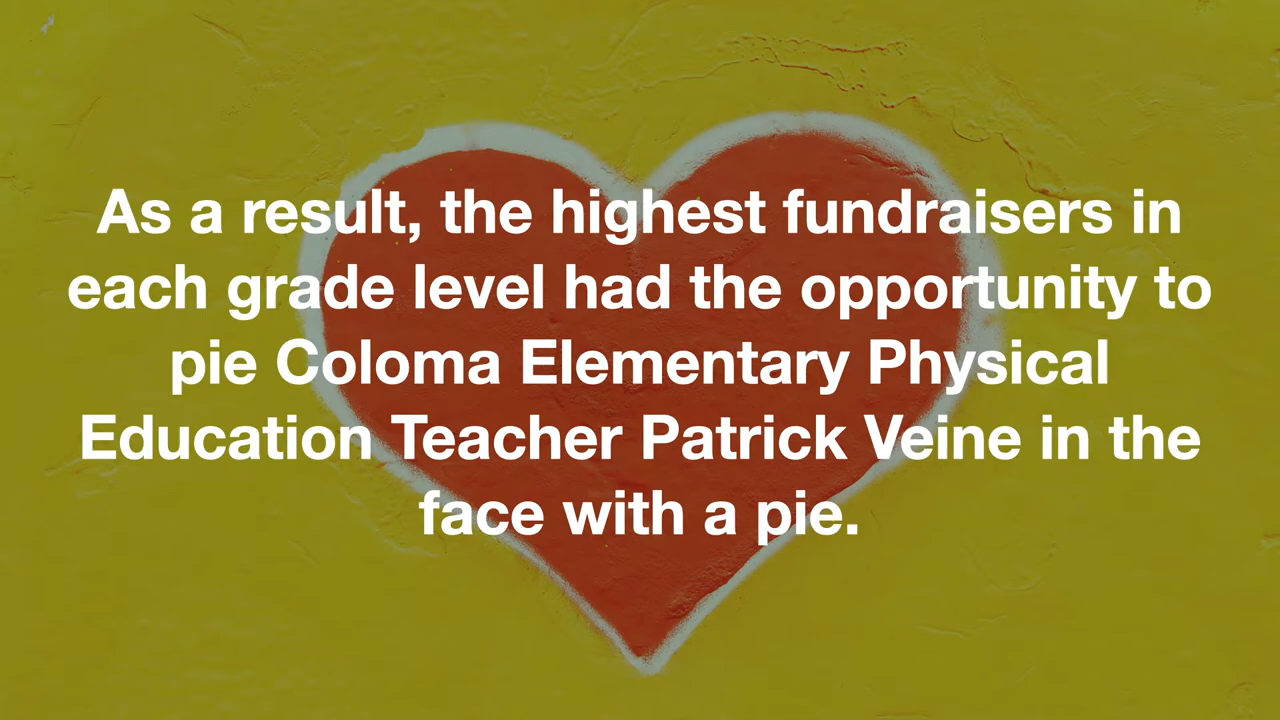 As a result, the highest fundraisers in
each grade level had the opportunity to
pie Coloma Elementary Physical
Education Teacher Patrick Veine in the
face with a pie.